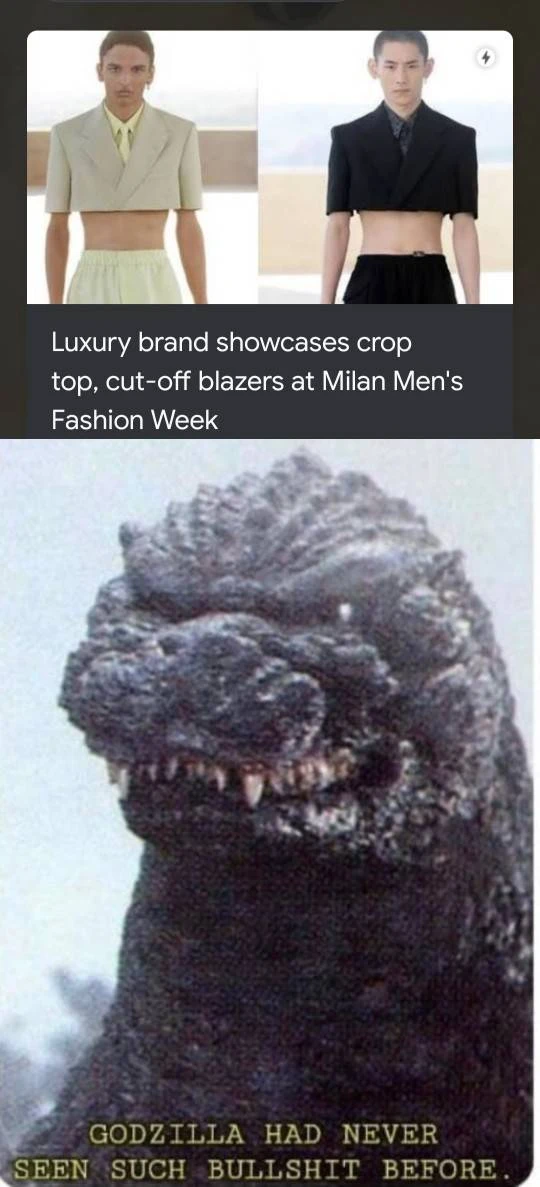 Luxury brand showcases crop
top, cut-off blazers at Milan Men's
Fashion Week
GODZILLA HAD NEVER
SEEN SUCH BULLSHIT BEFORE.